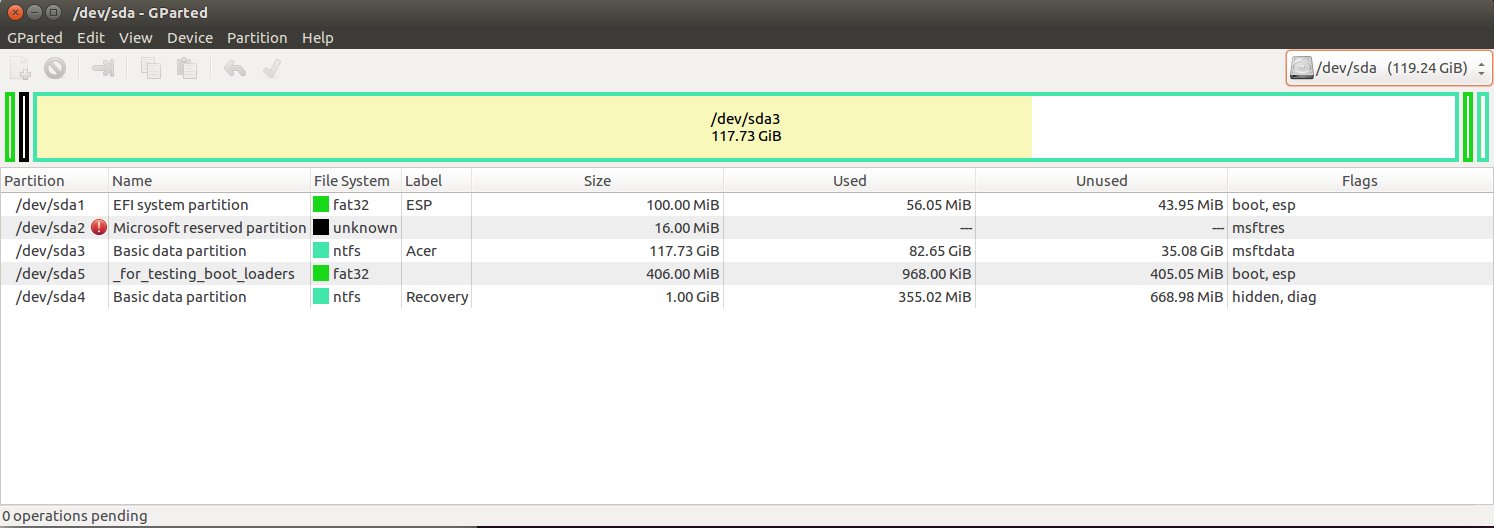 /dev/sda - GParted
GParted Edit View Device Partition Help
/dev/sda (119.24 GiB)
/dev/sda3
117.73 GiB
Partition Name File System Label Size Used Unused Flags
/dev/sda1 EFI system partition fat32 ESP 100.00 MiB 56.05 MiB 43.95 MiB boot, esp
/dev/sda2 Microsoft reserved partition unknown 16.00 MiB --- --- msftres
/dev/sda3 Basic data partition ntfs Acer 117.73 GiB 82.65 GiB 35.08 GiB msftdata
/dev/sda5 _for_testing_boot_loaders fat32 406.00 MiB 968.00 KiB 405.05 MiB boot, esp
/dev/sda4 Basic data partition ntfs Recovery 1.00 GiB 355.02 MiB 668.98 MiB hidden, diag
0 operations pending